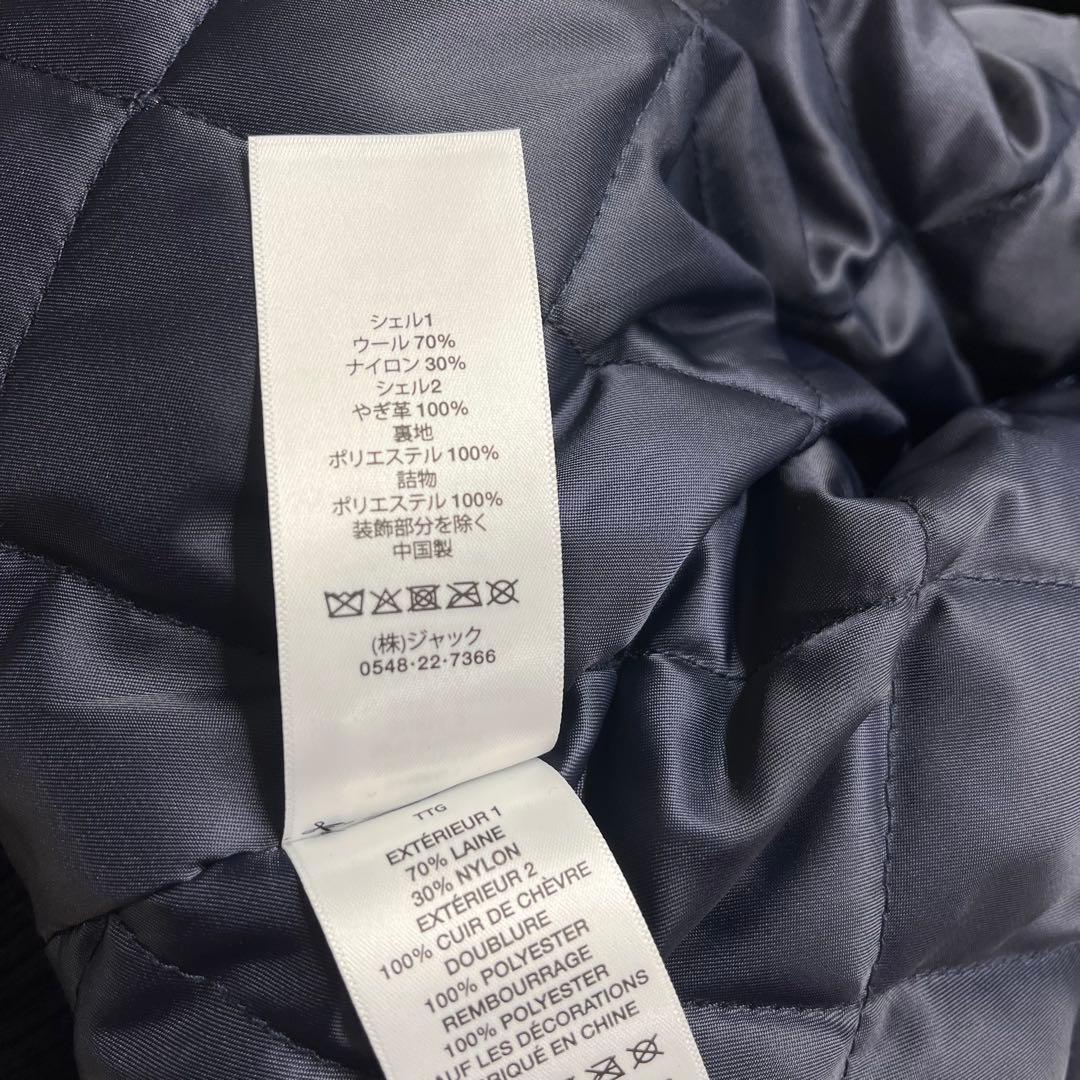 シェル1
ウール 70%
ナイロン 30%
シェル2
やぎ革 100%
裏地
ポリエステル 100%
詰物
ポリエステル 100%
装飾部分を除く
中国製
(株)ジャック
0548·22·7366
TTG
EXTÉRIEUR 1
70% LAINE
30% NYLON
EXTÉRIEUR 2
100% CUIR DE CHÈVRE
DOUBLURE
100% POLYESTER
REMBOURRAGE
100% POLYESTER
LES DÉCORATIONS
EN CHINE